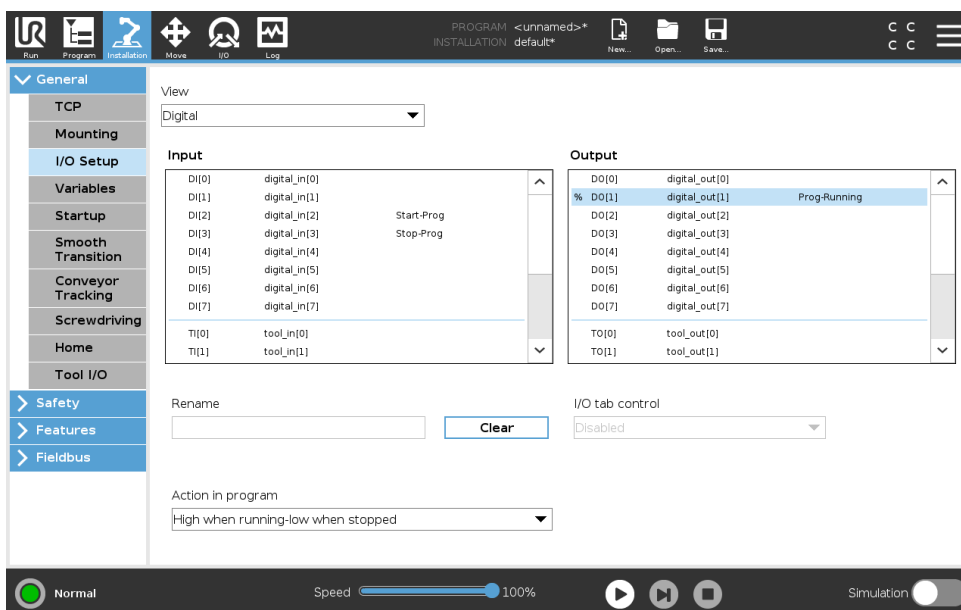 PROGRAM <unnamed>*
INSTALLATION default*
UR
Run
Program
Installation
Move
I/O
Log
New...
Open...
Save...
C C
C C
General
TCP
Mounting
I/O Setup
Variables
Startup
Smooth
Transition
Conveyor
Tracking
Screwdriving
Home
Tool I/O
Safety
Features
Fieldbus
View
Digital
Input
DI[0] digital_in[0]
DI[1] digital_in[1]
DI[2] digital_in[2] Start-Prog
DI[3] digital_in[3] Stop-Prog
DI[4] digital_in[4]
DI[5] digital_in[5]
DI[6] digital_in[6]
DI[7] digital_in[7]
TI[0] tool_in[0]
TI[1] tool_in[1]
Output
DO[0] digital_out[0]
% DO[1] digital_out[1] Prog-Running
DO[2] digital_out[2]
DO[3] digital_out[3]
DO[4] digital_out[4]
DO[5] digital_out[5]
DO[6] digital_out[6]
DO[7] digital_out[7]
TO[0] tool_out[0]
TO[1] tool_out[1]
Rename
Clear
I/O tab control
Disabled
Action in program
High when running-low when stopped
Normal
Speed 100%
Simulation